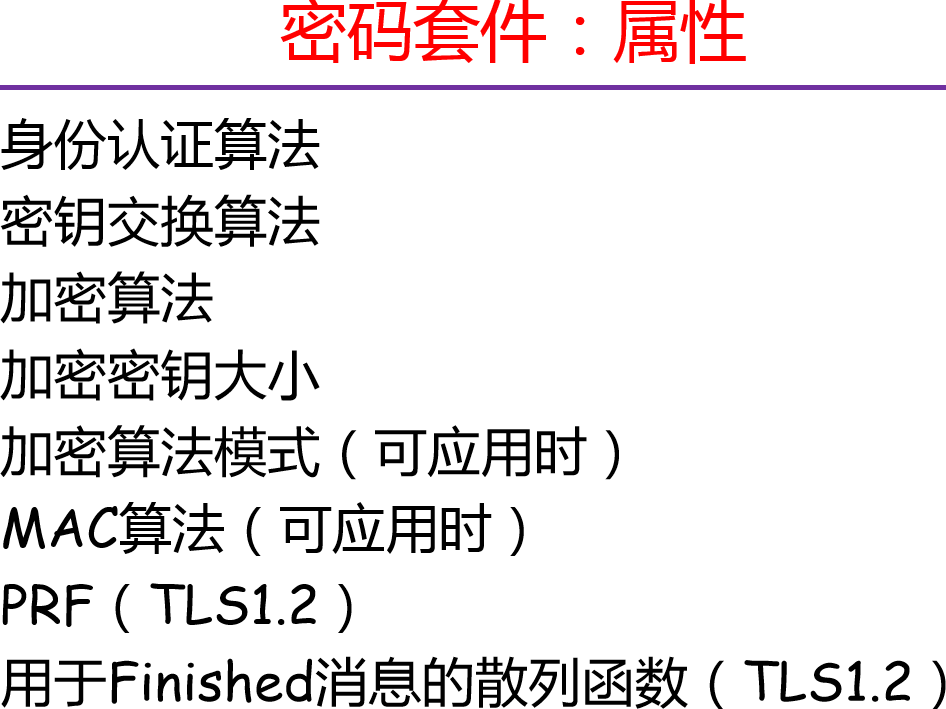 密码套件：属性
身份认证算法
密钥交换算法
加密算法
加密密钥大小
加密算法模式（可应用时）
MAC算法（可应用时）
PRF（TLS1.2）
用于Finished消息的散列函数（TLS1.2）